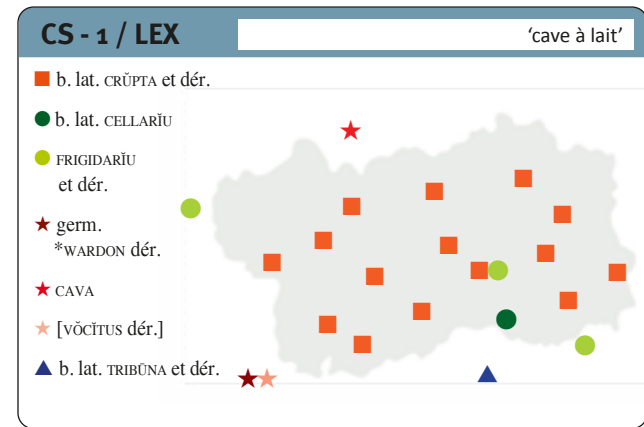 CS - 1 / LEX
'cave à lait'
b. lat. CRŬPTA et dér.
b. lat. CELLARĬU
FRIGIDARĬU
et dér.
germ.
*WARDON dér.
CAVA
[VŎCĬTUS dér.]
b. lat. TRIBŪNA et dér.